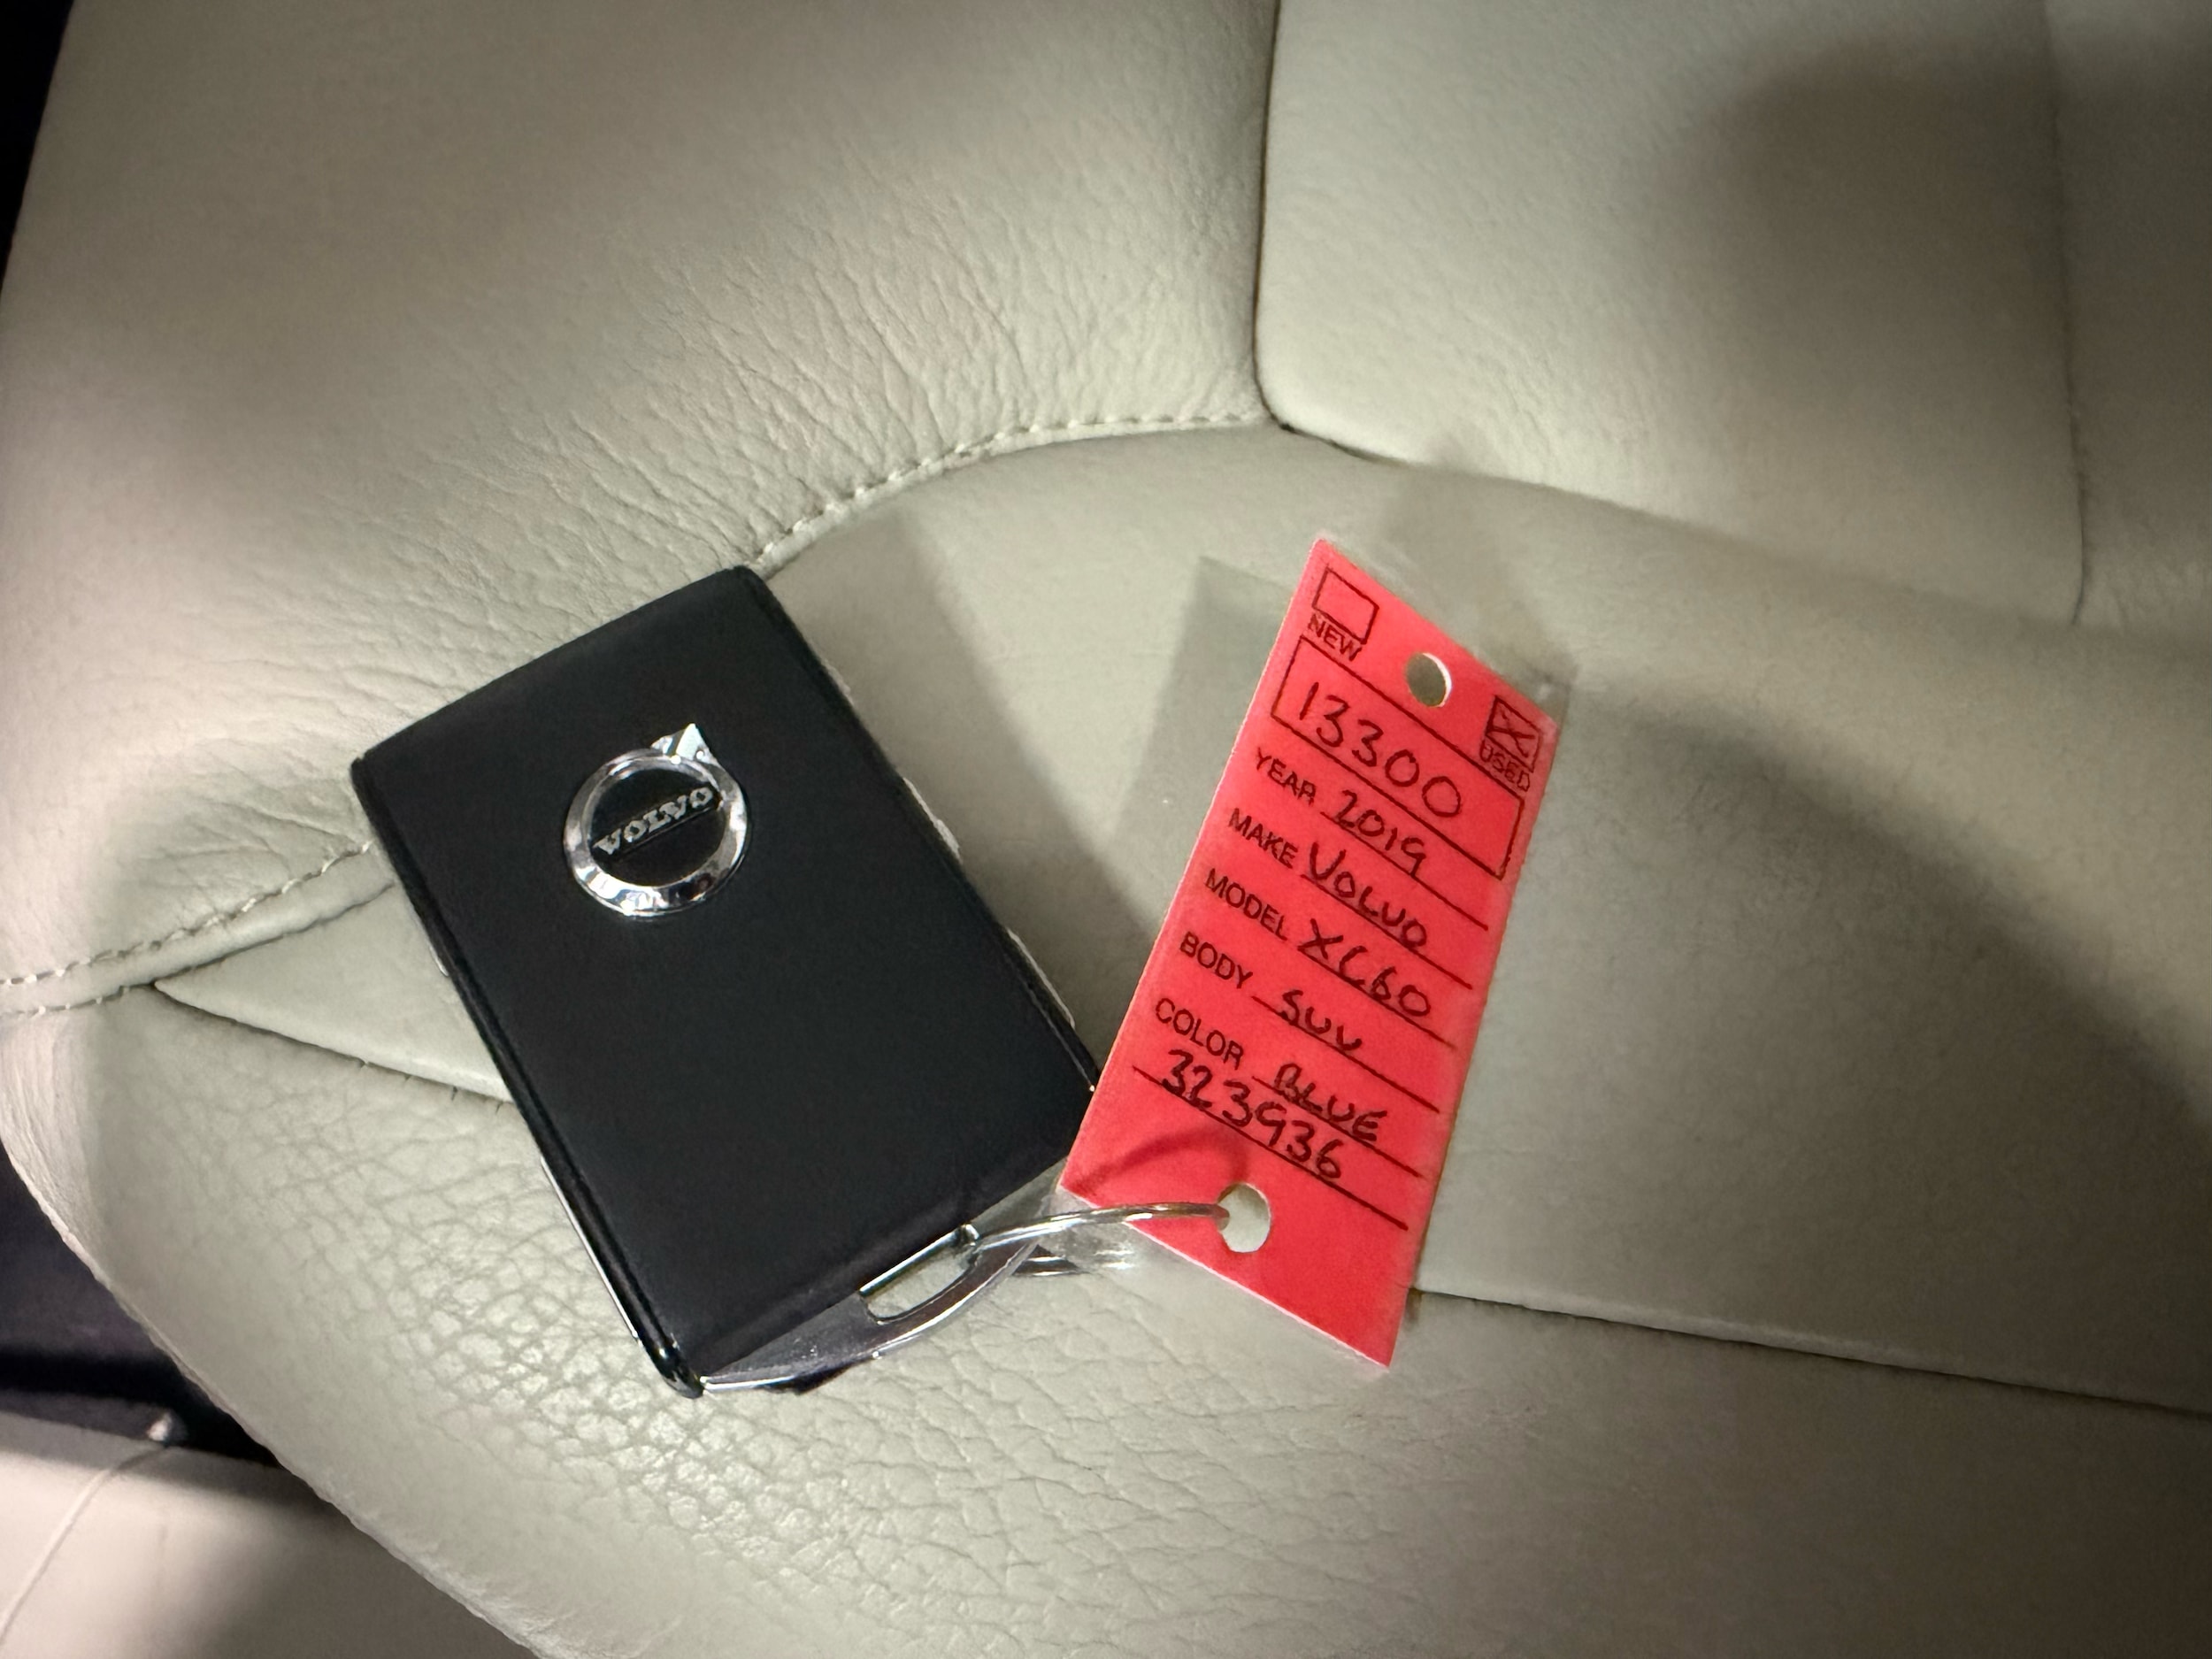 VOLVO
NEW
X USED
13300
YEAR 2019
MAKE VOLVO
MODEL XC60
BODY SUV
COLOR BLUE
323936